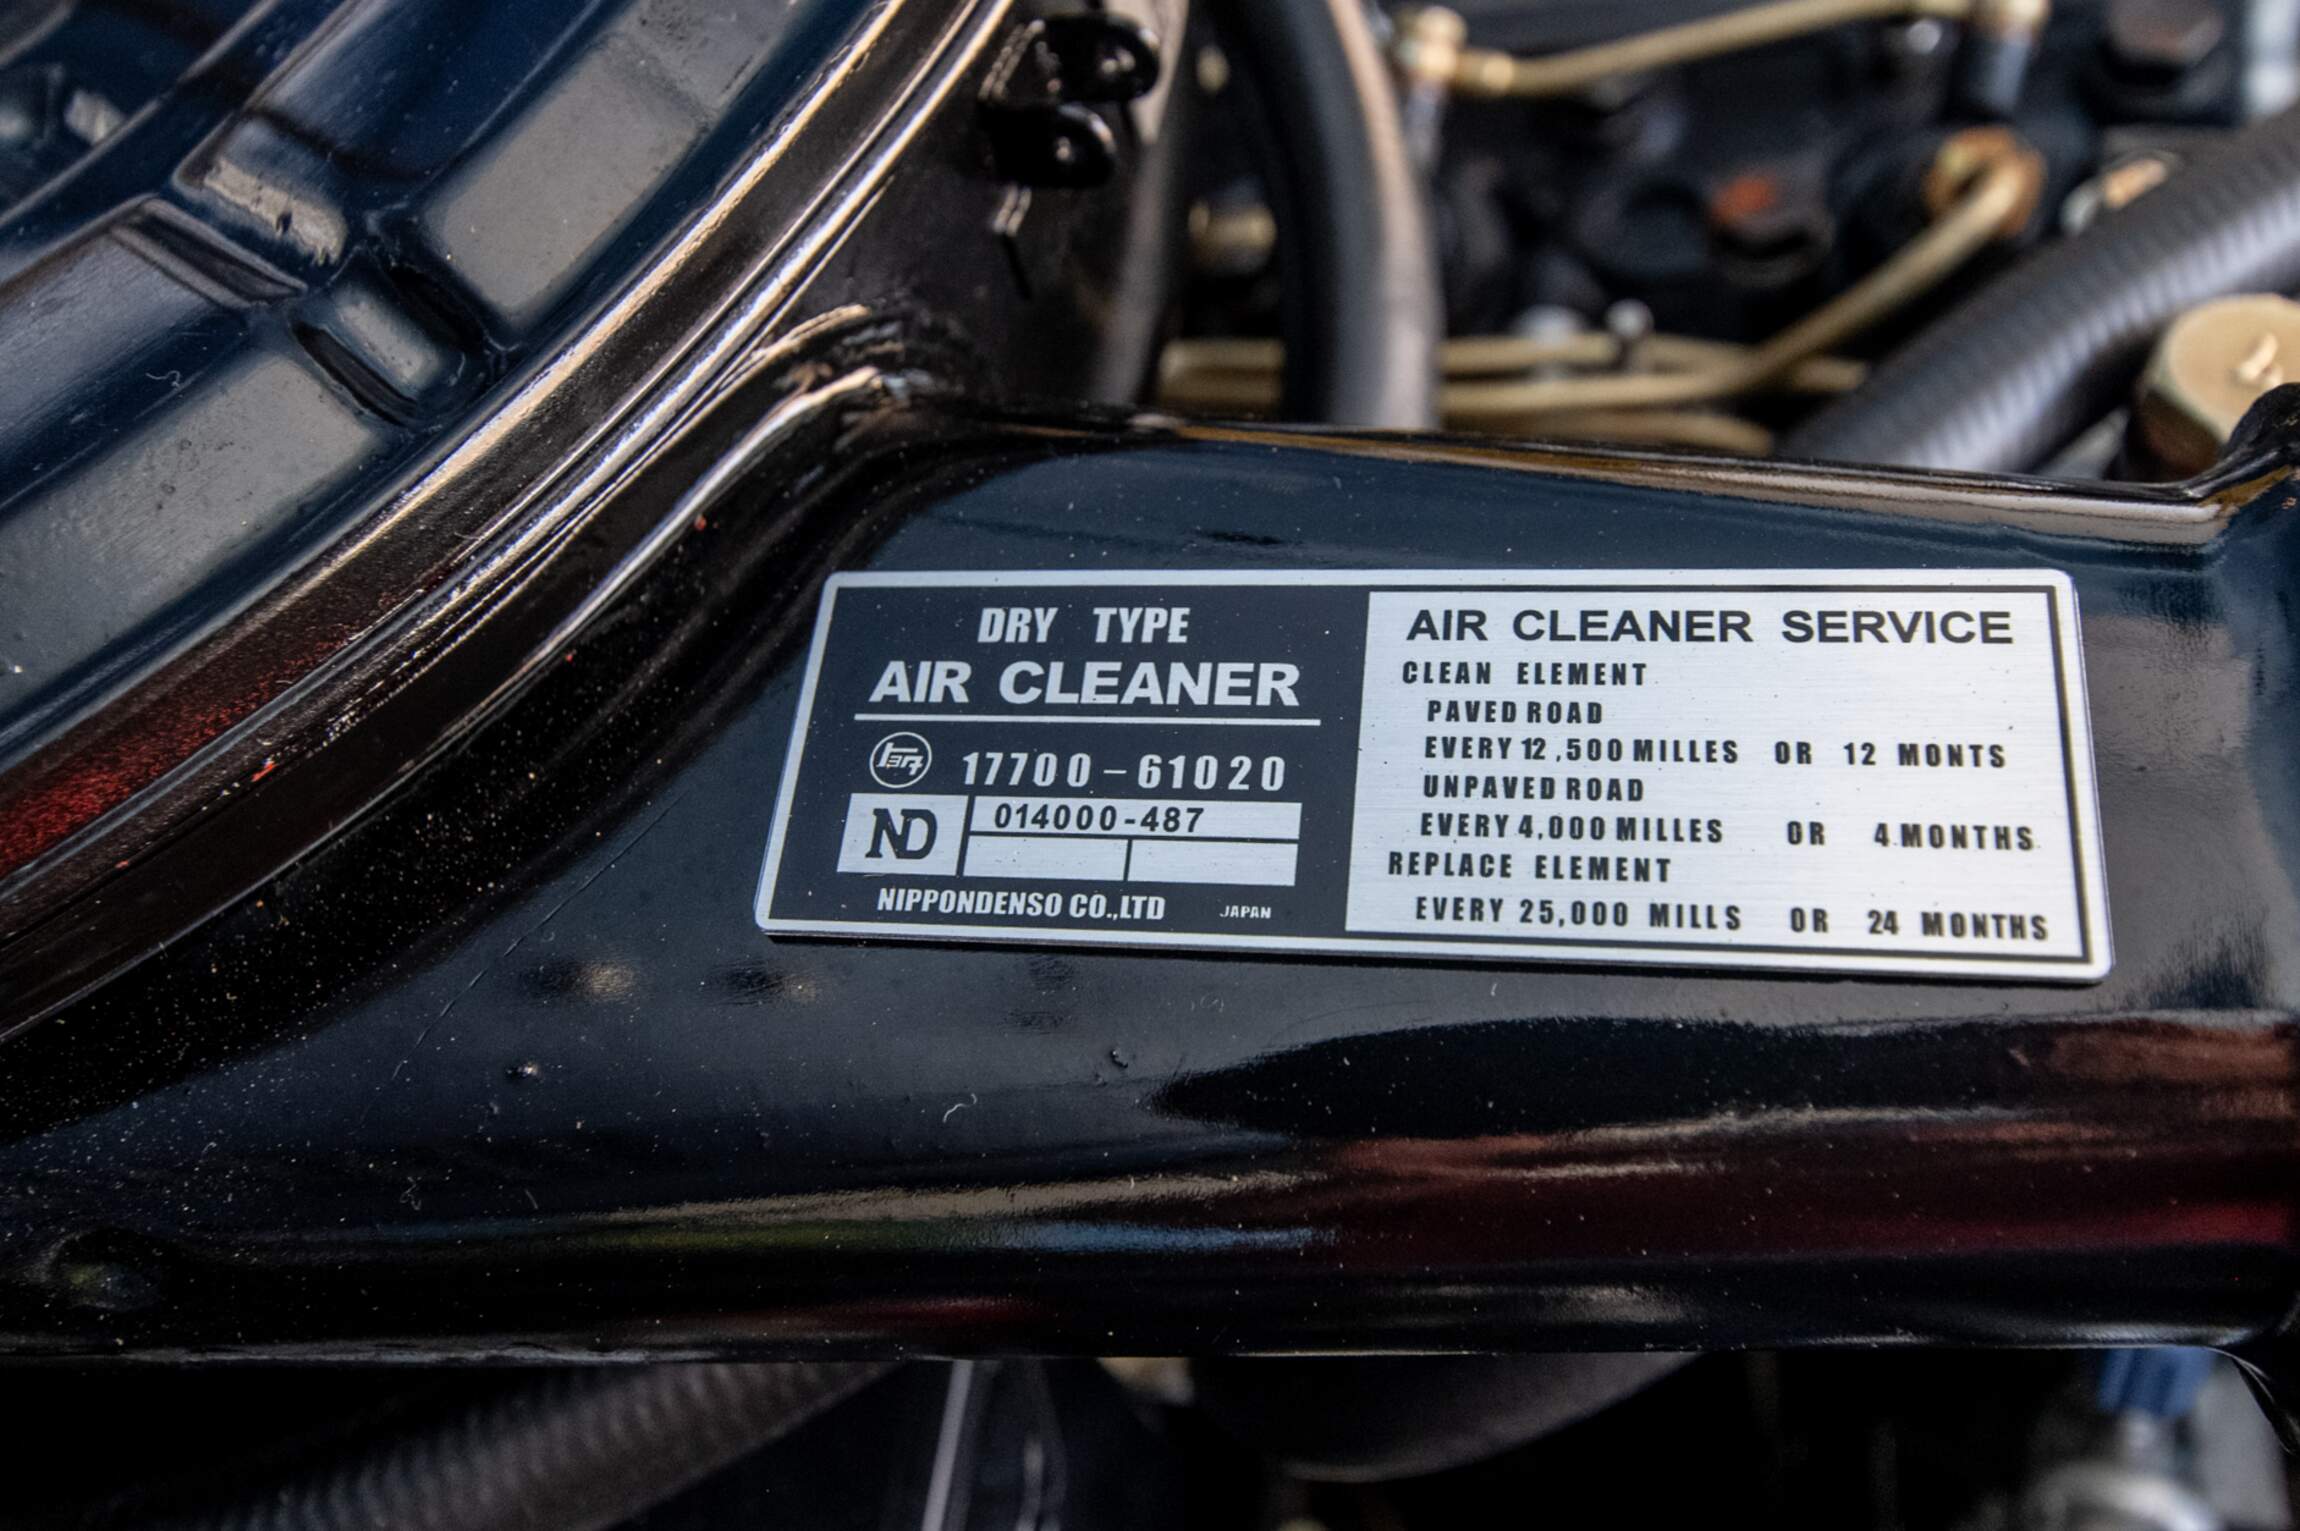 DRY TYPE
AIR CLEANER
TEQ 17700-61020
ND 014000-487
NIPPONDENSO CO.,LTD JAPAN
AIR CLEANER SERVICE
CLEAN ELEMENT
PAVED ROAD
EVERY 12,500 MILLES OR 12 MONTS
UNPAVED ROAD
EVERY 4,000 MILLES OR 4 MONTHS
REPLACE ELEMENT
EVERY 25,000 MILLS OR 24 MONTHS